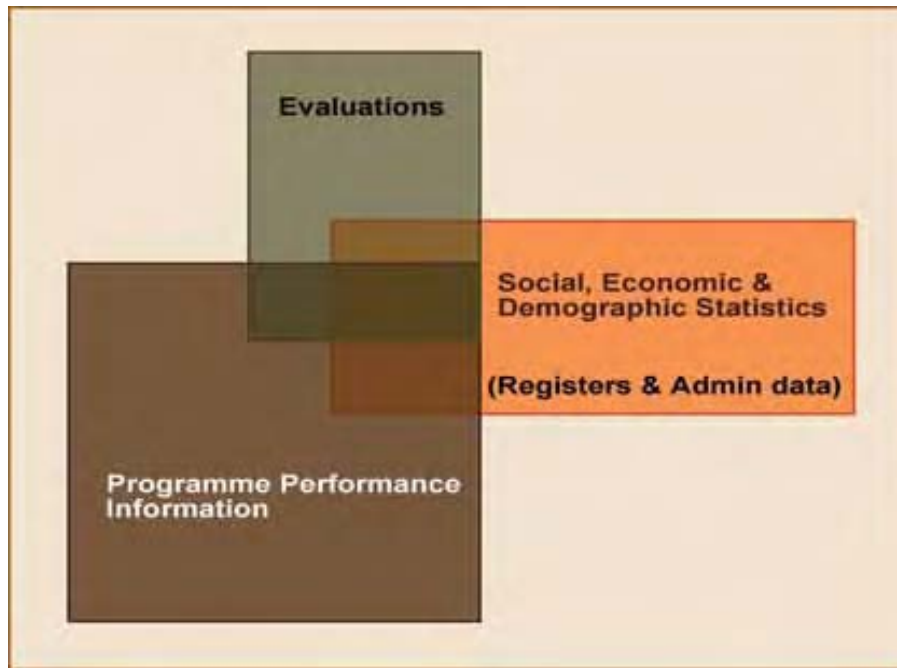 Evaluations
Social, Economic &
Demographic Statistics
(Registers & Admin data)
Programme Performance
Information